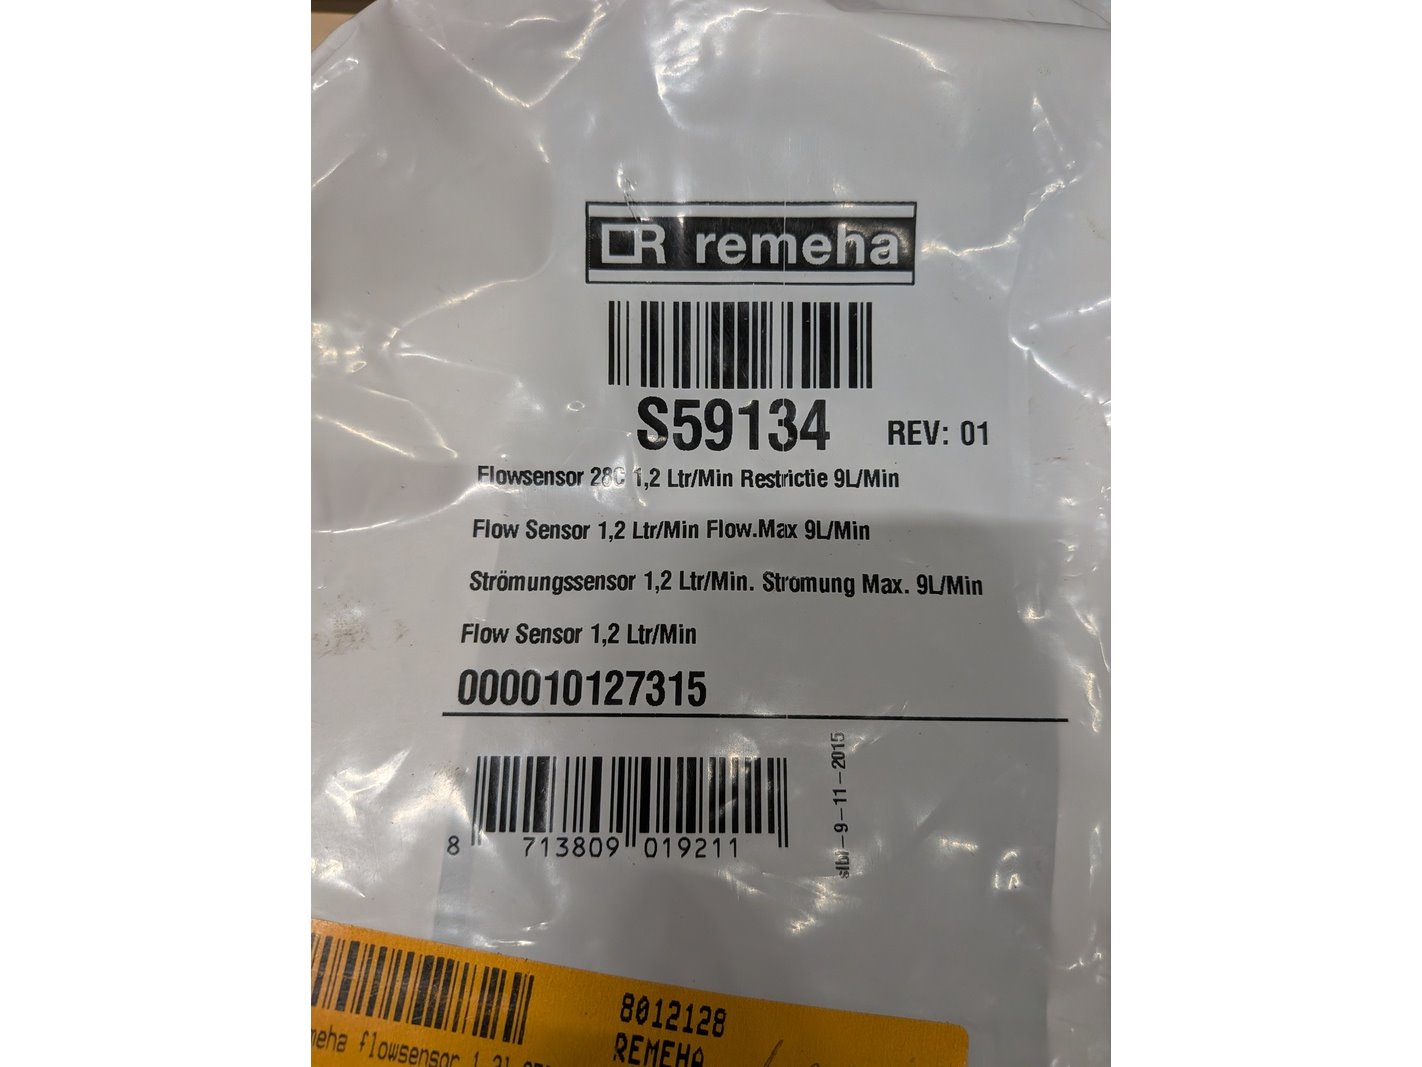 remeha
S59134 REV: 01
Flowsensor 28C 1,2 Ltr/Min Restrictie 9L/Min
Flow Sensor 1,2 Ltr/Min Flow.Max 9L/Min
Strömungssensor 1,2 Ltr/Min. Stromung Max. 9L/Min
Flow Sensor 1,2 Ltr/Min
000010127315
-9-11-2015
8 713809 019211
8012128
meha flowsensor
REMEHA